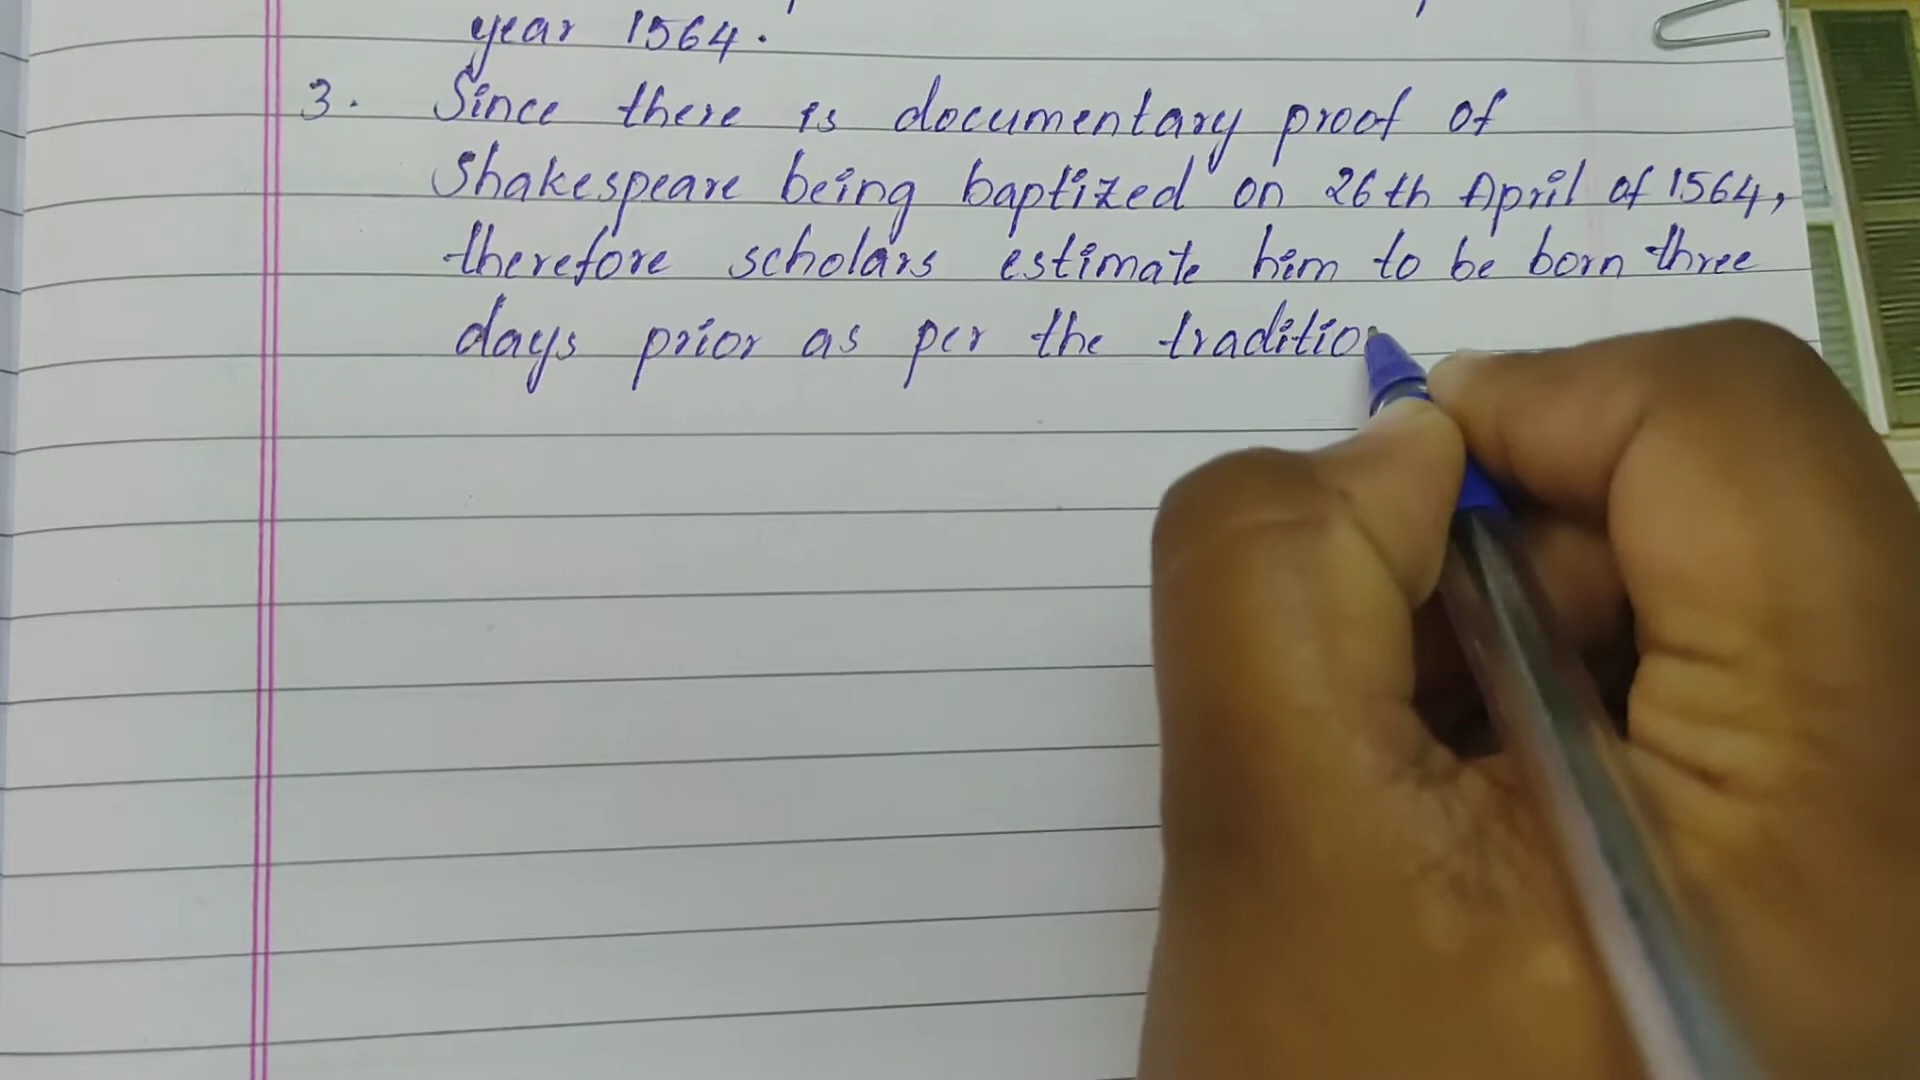 year 1564.
3. Since there is documentary proof of
Shakespeare being baptized on 26th April of 1564,
therefore scholars estimate him to be born three
days prior as per the traditio